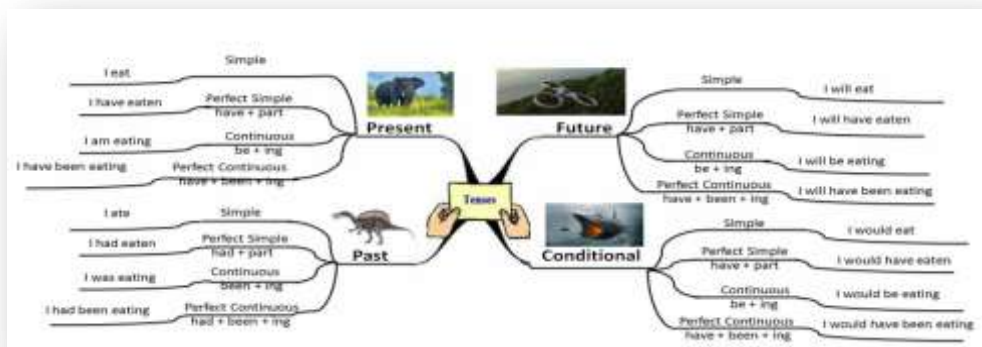 Tenses
Present
Simple
I eat
Perfect Simple
have + part
I have eaten
Continuous
be + ing
I am eating
Perfect Continuous
have + been + ing
I have been eating
Past
Simple
I ate
Perfect Simple
had + part
I had eaten
Continuous
been + ing
I was eating
Perfect Continuous
had + been + ing
I had been eating
Future
Simple
I will eat
Perfect Simple
have + part
I will have eaten
Continuous
be + ing
I will be eating
Perfect Continuous
have + been + ing
I will have been eating
Conditional
Simple
I would eat
Perfect Simple
have + part
I would have eaten
Continuous
be + ing
I would be eating
Perfect Continuous
have + been + ing
I would have been eating